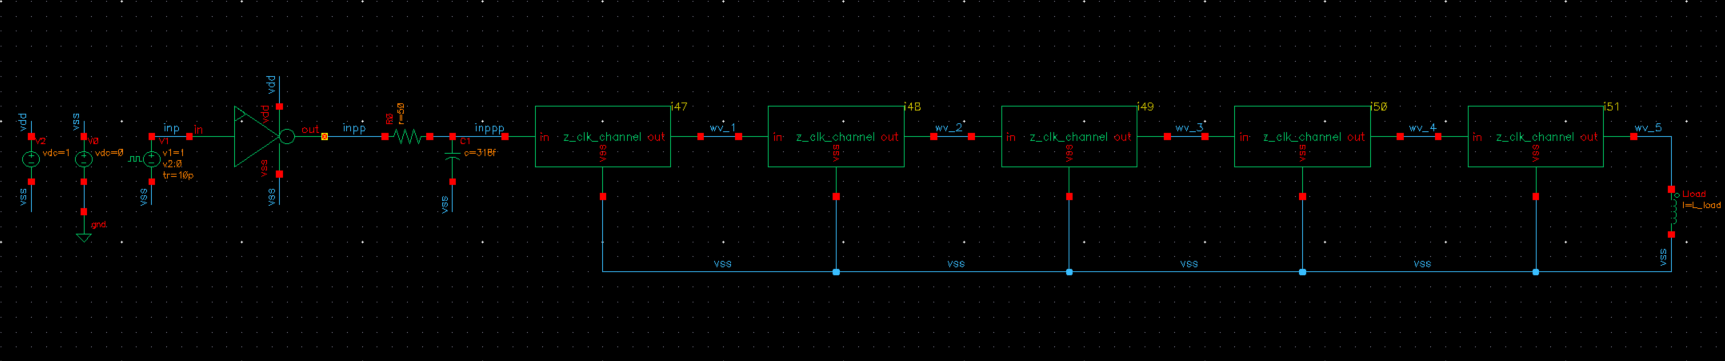 vdd
V2
vdc=1
vss
vss
V0
vdc=0
gnd
inp
in
V1
v1=1
v2:0
tr=10p
vss
vdd
vdd
out
vss
vss
inpp
R0
r=50
inppp
C1
c=318f
vss
i47
in
z_clk_channel
out
vss
wv_1
i48
in
z_clk_channel
out
vss
wv_2
i49
in
z_clk_channel
out
vss
wv_3
i50
in
z_clk_channel
out
vss
wv_4
i51
in
z_clk_channel
out
vss
wv_5
Lload
l=L_load
vss
vss
vss
vss
vss